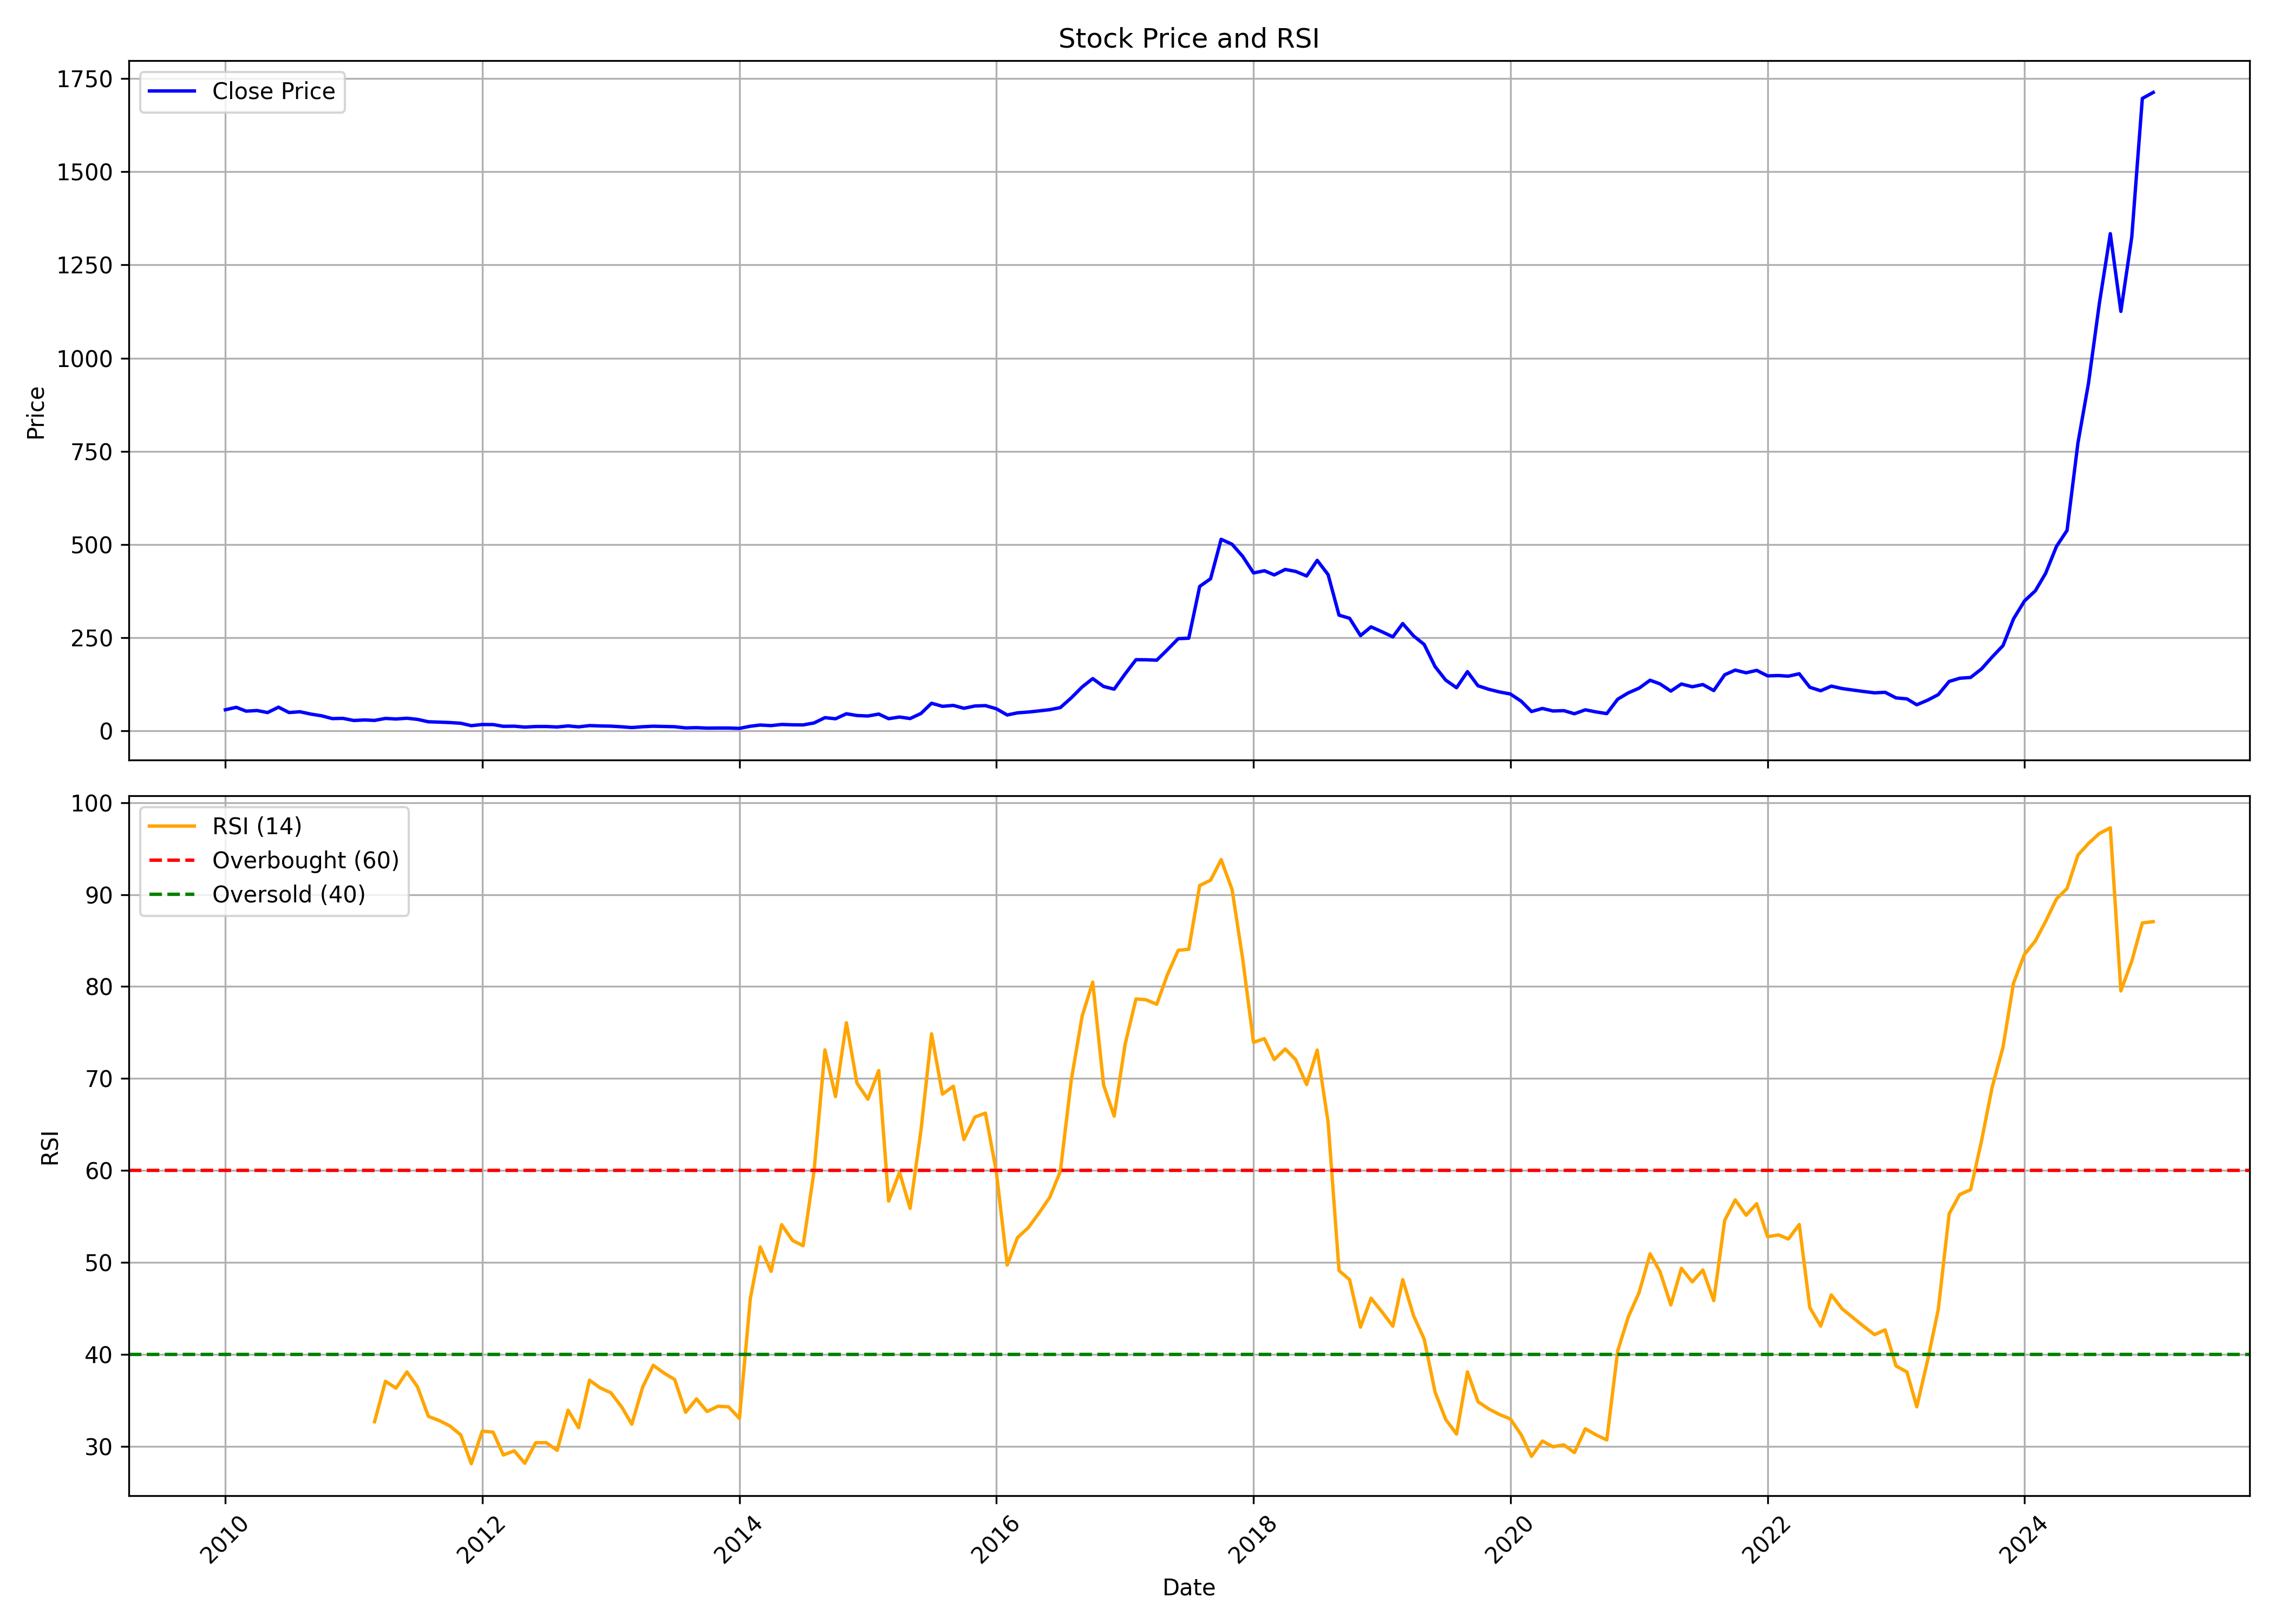 Stock Price and RSI
Close Price
1750
1500
1250
1000
750
500
250
0
Price
RSI (14)
Overbought (60)
Oversold (40)
100
90
80
70
60
50
40
30
RSI
2010 2012 2014 2016 2018 2020 2022 2024
Date